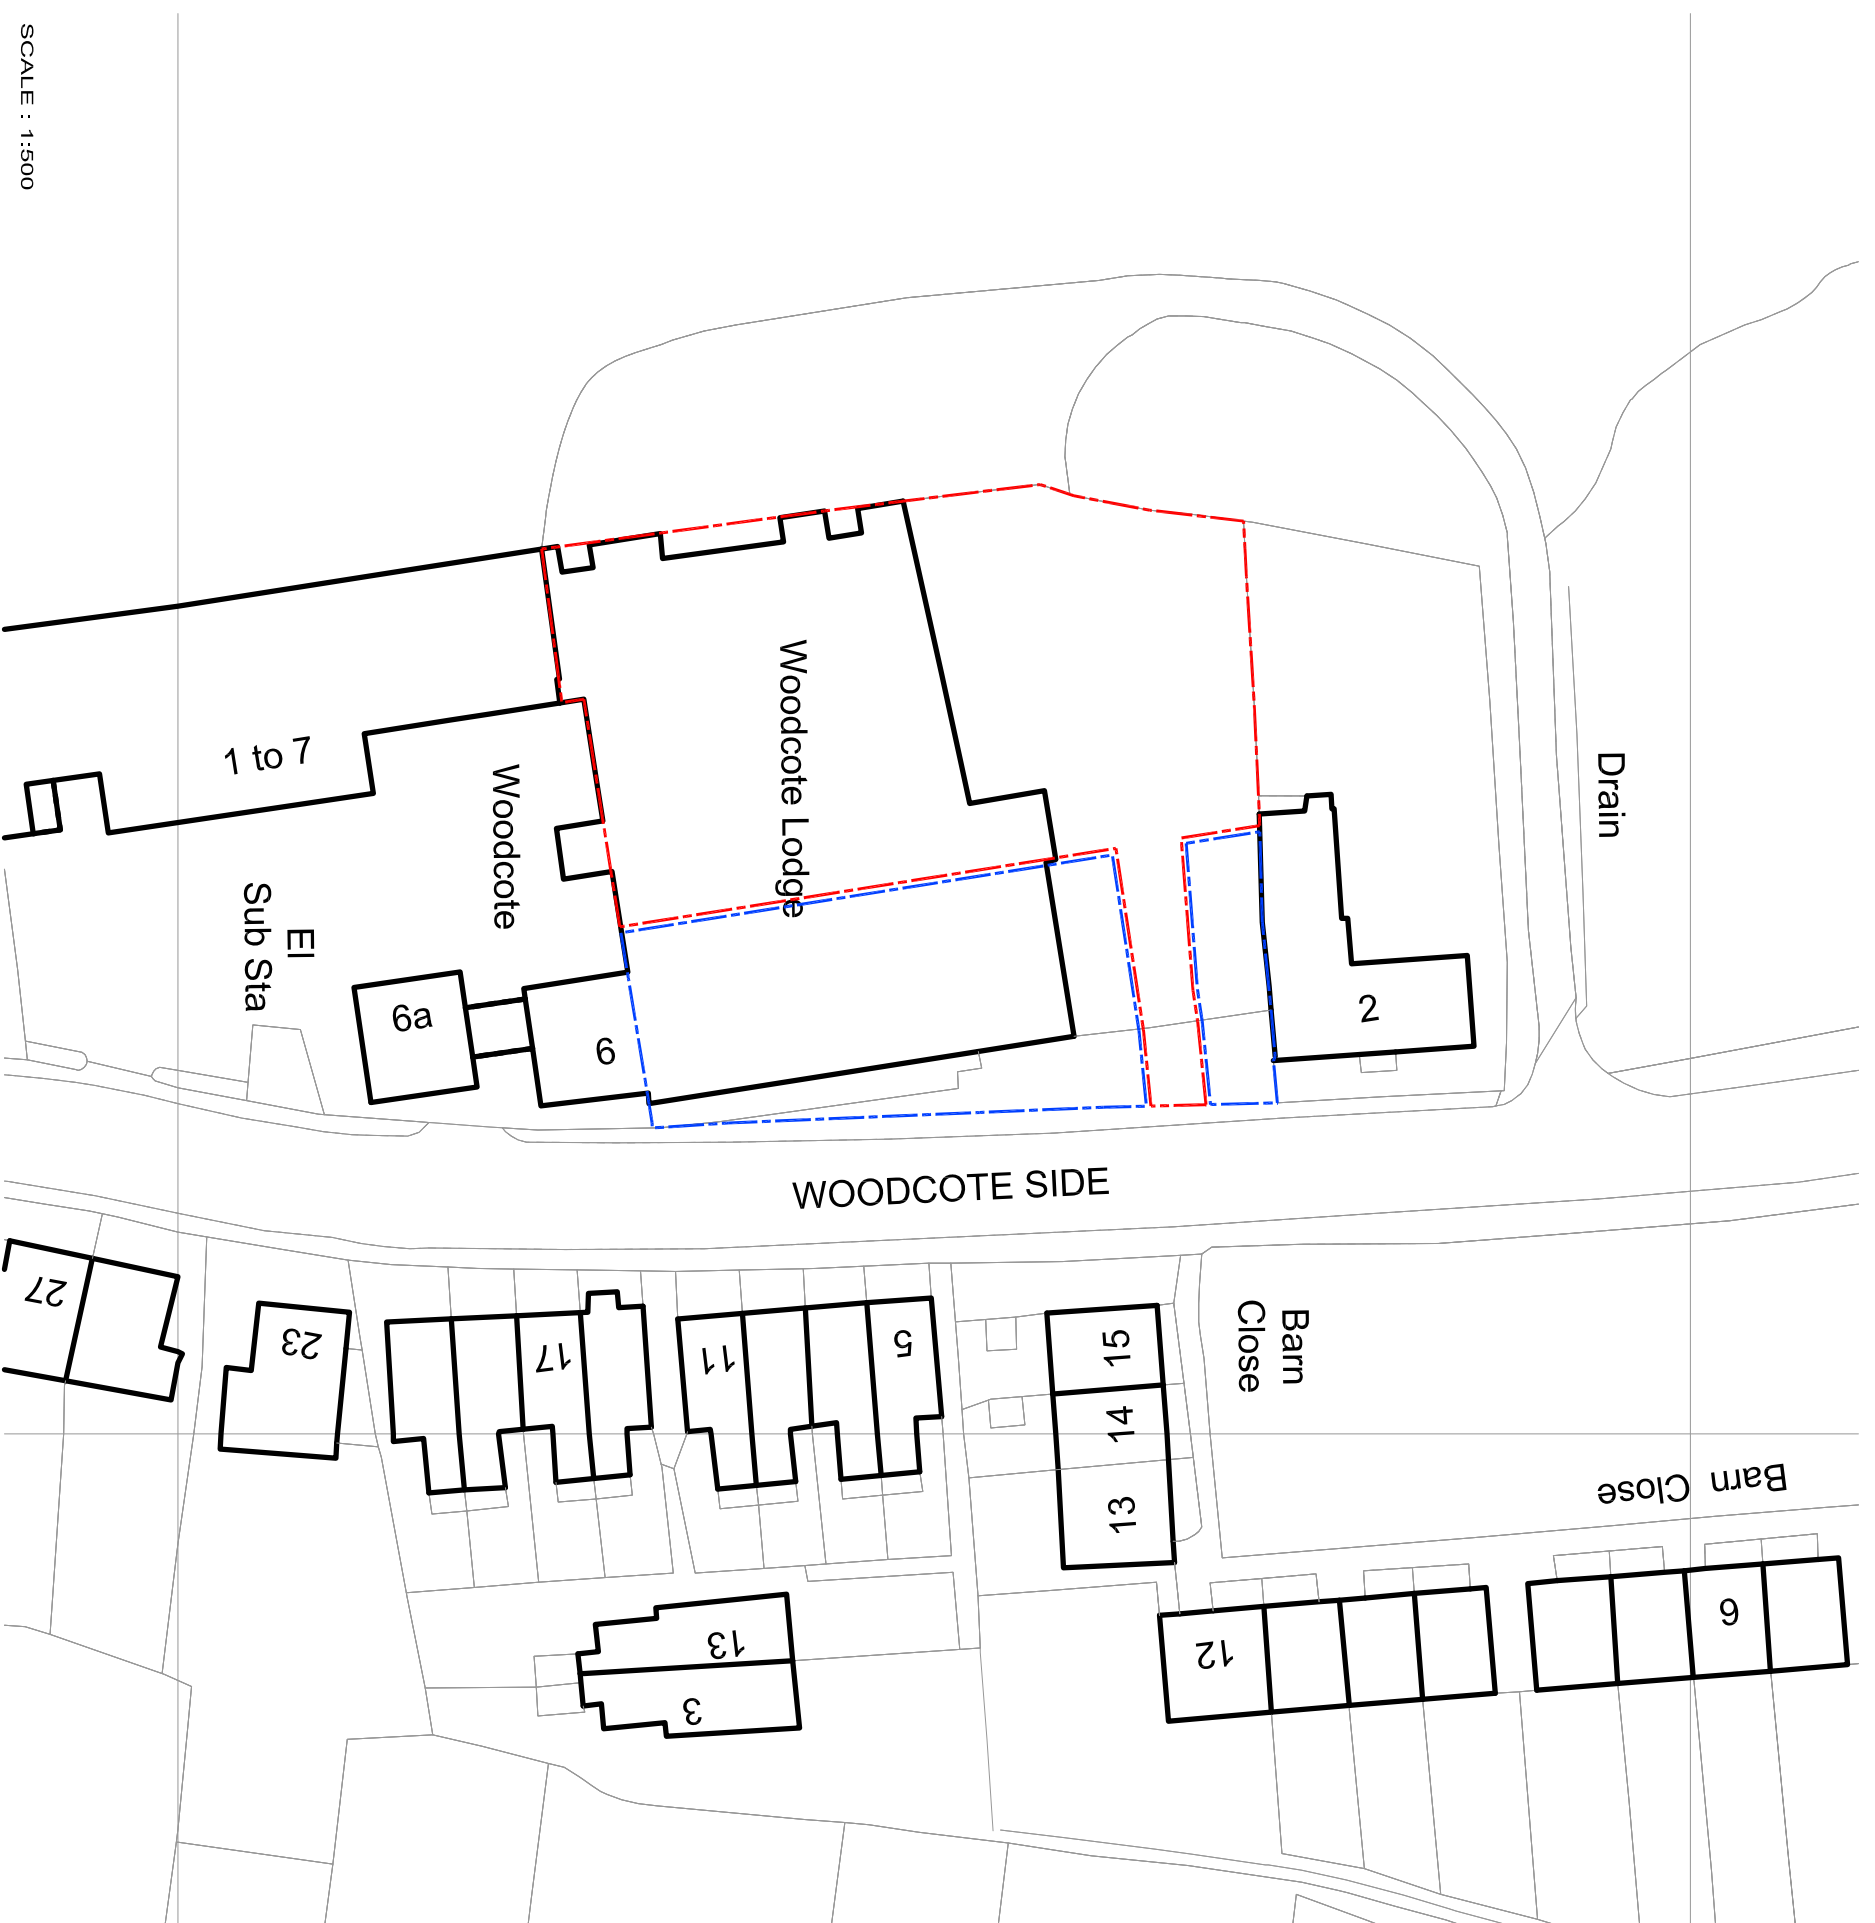 SCALE : 1:500
1 to 7
Woodcote
Woodcote Lodge
Drain
El
Sub Sta
6a
6
2
WOODCOTE SIDE
27
23
17
11
5
15
14
13
Barn
Close
Barn Close
13
3
12
6